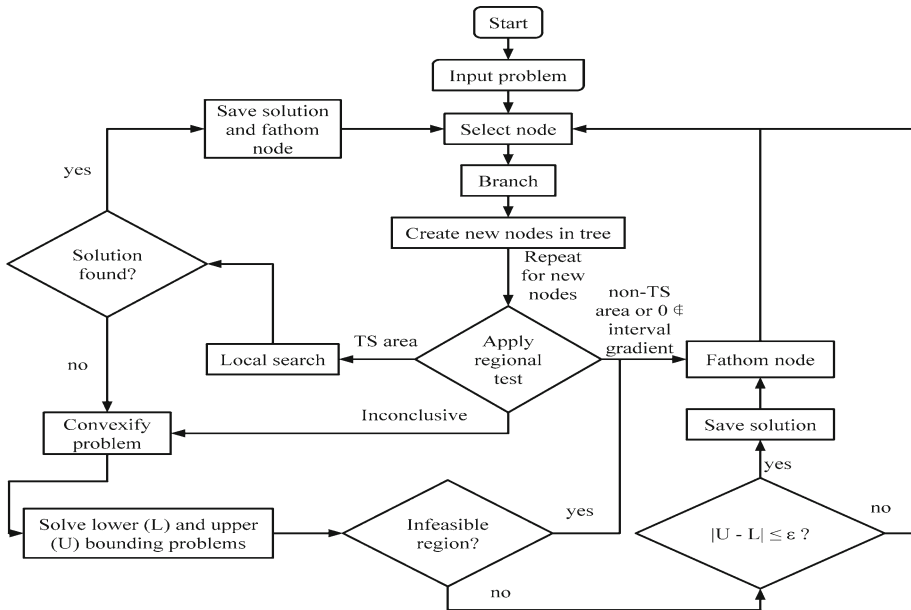 Start
Input problem
Save solution
and fathom
node
Select node
yes
Branch
Create new nodes in tree
Solution
found?
Repeat
for new
nodes
non-TS
area or 0 ∉
interval
gradient
TS area
Apply
regional
test
Local search
Fathom node
no
Inconclusive
Convexify
problem
Save solution
yes
Solve lower (L) and upper
(U) bounding problems
Infeasible
region?
yes
|U - L| ≤ ε ?
no
no